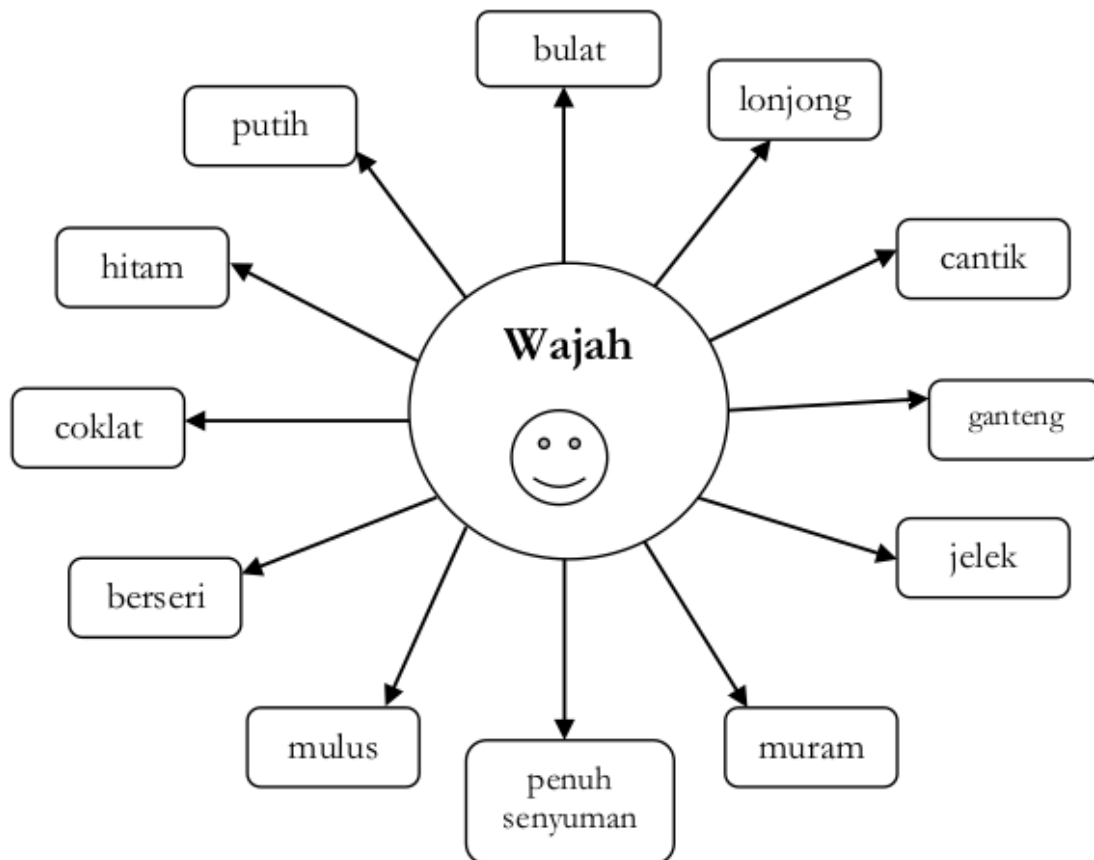 bulat
lonjong
putih
cantik
hitam
Wajah
ganteng
coklat
jelek
berseri
mulus
muram
penuh
senyuman